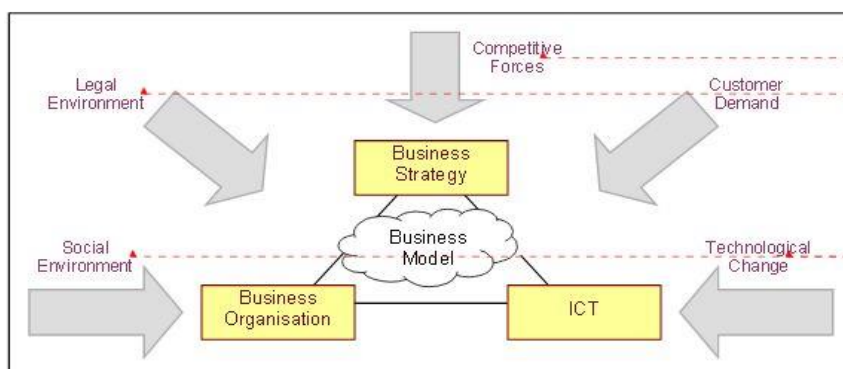 Competitive
Forces
Legal
Environment
Customer
Demand
Business
Strategy
Business
Model
Social
Environment
Technological
Change
Business
Organisation
ICT